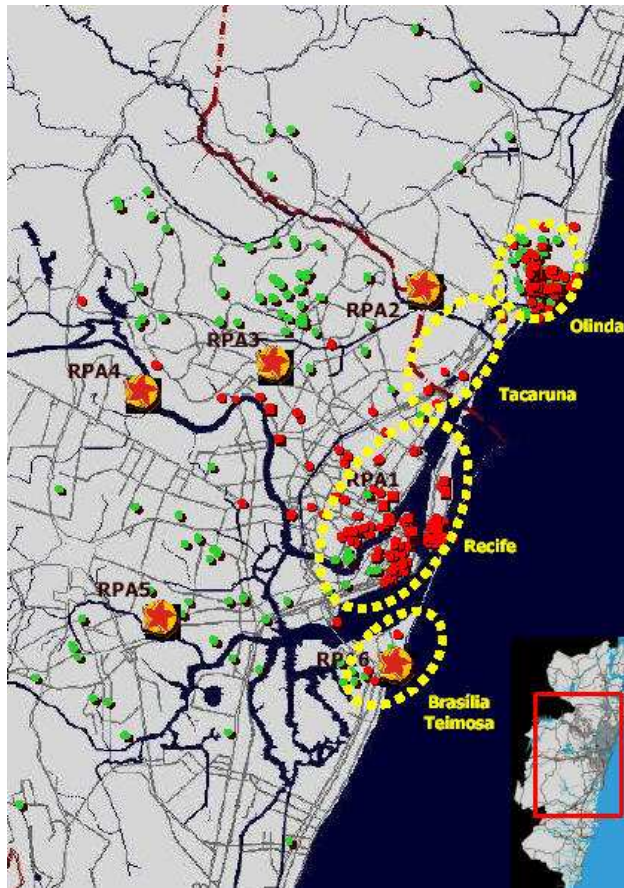 RPA2
Olinda
RPA3
RPA4
Tacaruna
RPA1
Recife
RPA5
Brasília
Teimosa